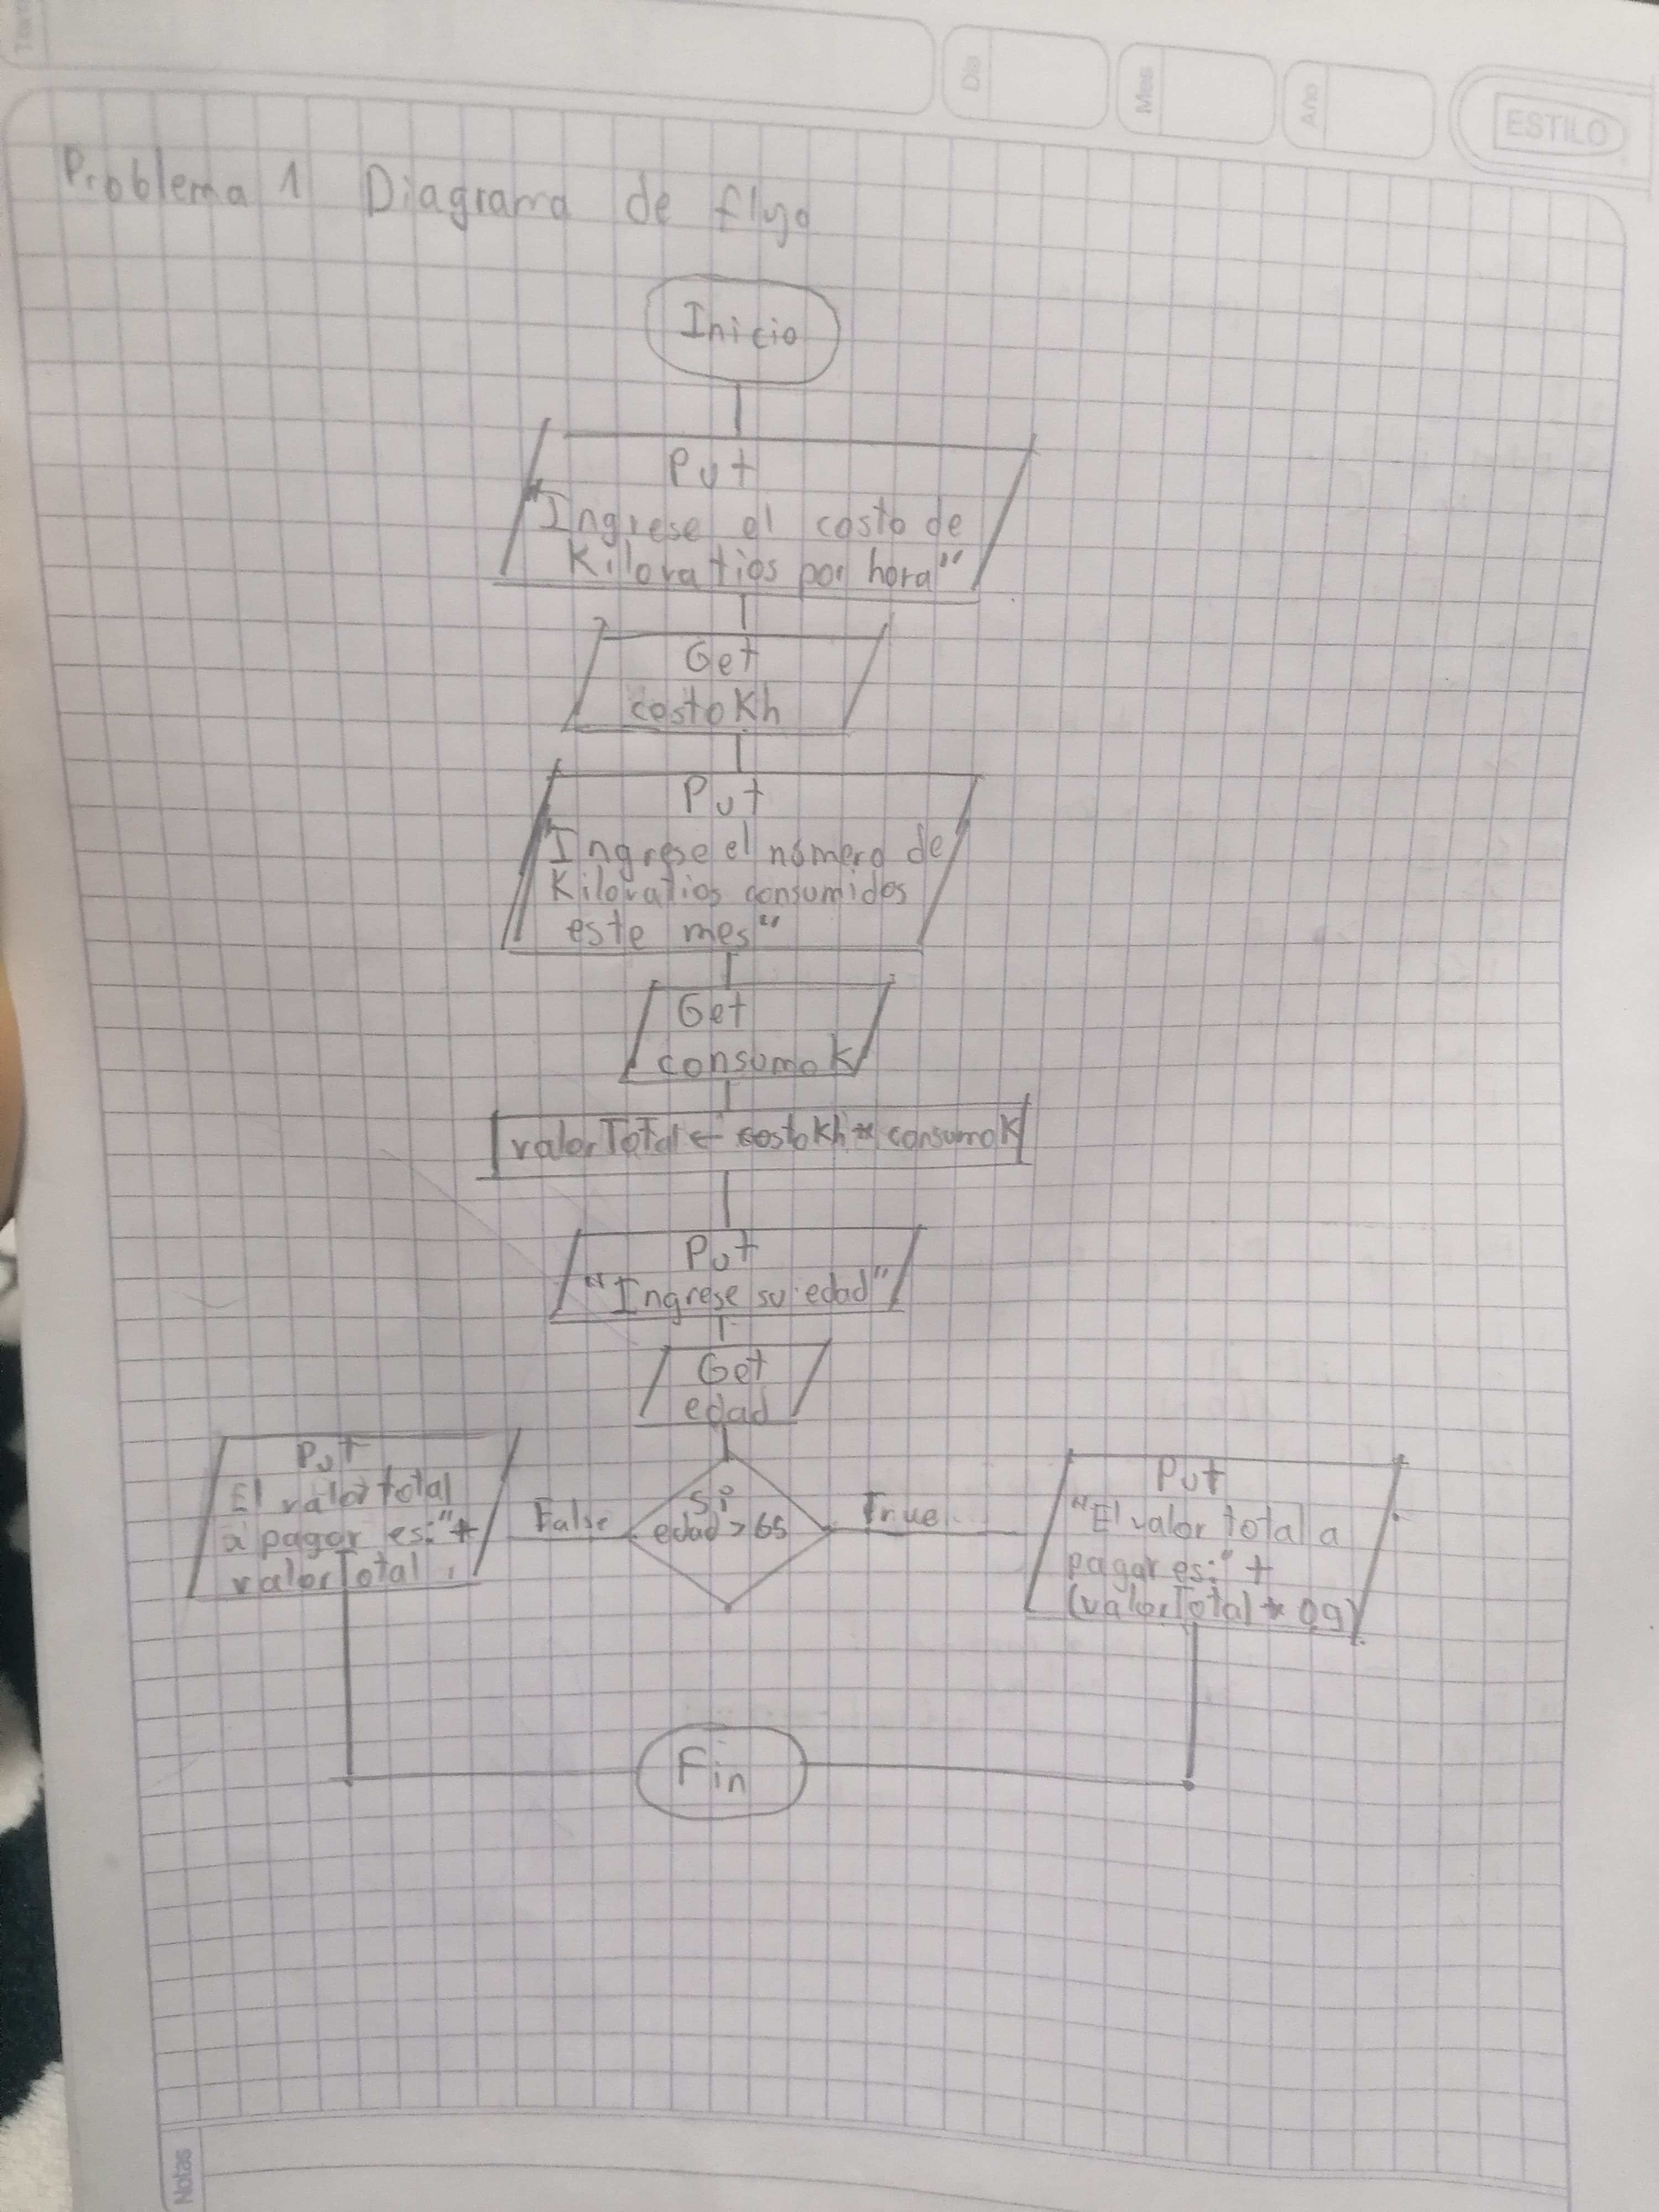 Día
Mes
Año
ESTILO
Problema 1 Diagrama de flujo
Inicio
Put
"Ingrese el costo de
Kilovatios por hora"
Get
costoKh
Put
"Ingrese el número de
Kilovatios consumidos
este mes"
Get
consumoK
valorTotal ← costoKh * consumoK
Put
"Ingrese su edad"
Get
edad
Put
El valor total
a pagar es:" +
valorTotal
False
Si
edad > 65
True
Put
"El valor total a
pagar es:" +
(valorTotal * 0.9)
Fin
Notas